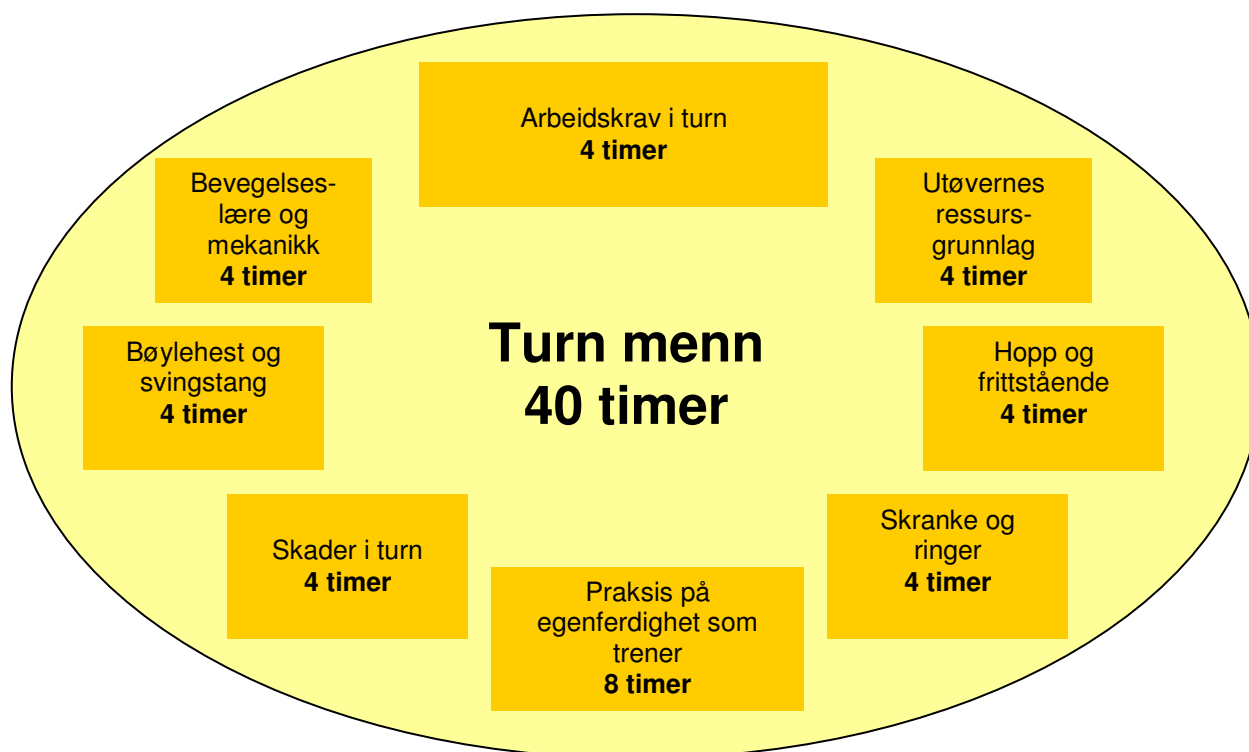 Arbeidskrav i turn
4 timer
Bevegelses-
lære og
mekanikk
4 timer
Utøvernes
ressurs-
grunnlag
4 timer
Turn menn
40 timer
Bøylehest og
svingstang
4 timer
Hopp og
frittstående
4 timer
Skader i turn
4 timer
Skranke og
ringer
4 timer
Praksis på
egenferdighet som
trener
8 timer